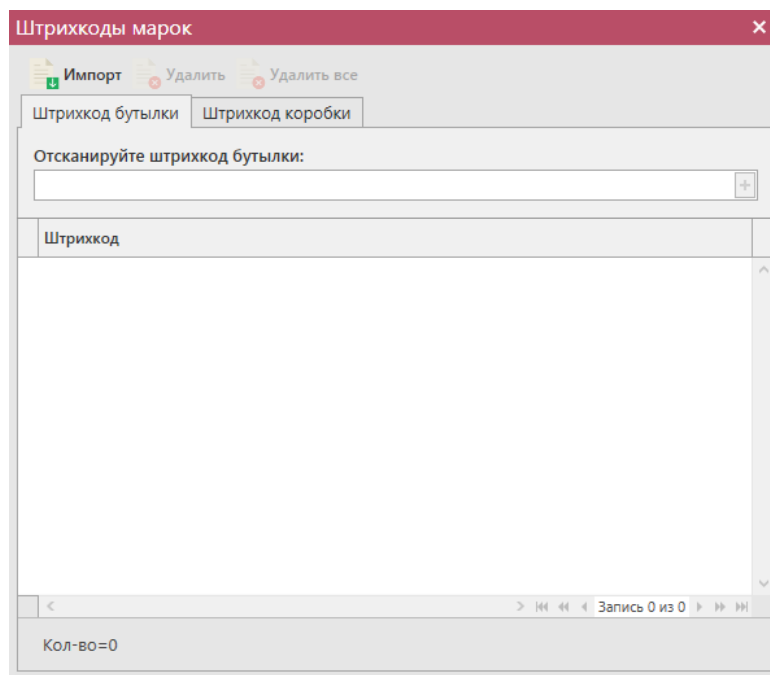 Штрихкоды марок
Импорт Удалить Удалить все
Штрихкод бутылки Штрихкод коробки
Отсканируйте штрихкод бутылки:
Штрихкод
Запись 0 из 0
Кол-во=0